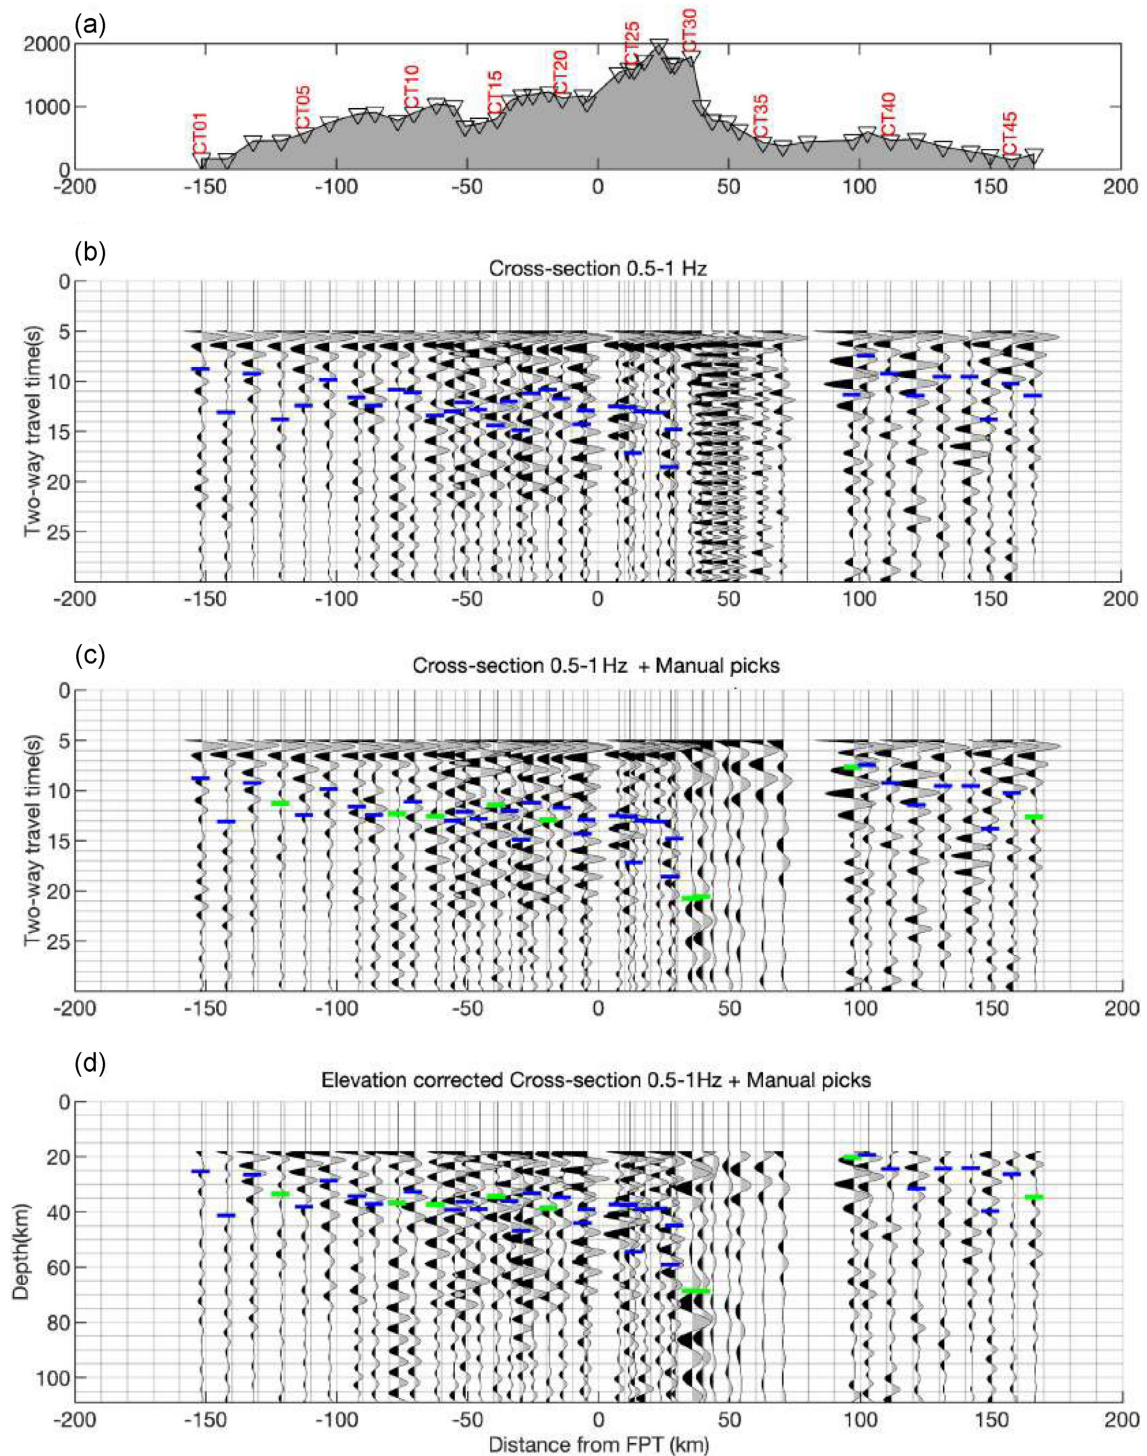 (a)
2000
1000
0
CT01
CT05
CT10
CT15
CT20
CT25
CT30
CT35
CT40
CT45
-200 -150 -100 -50 0 50 100 150 200
(b)
Cross-section 0.5-1 Hz
Two-way travel time(s)
0
5
10
15
20
25
-200 -150 -100 -50 0 50 100 150 200
(c)
Cross-section 0.5-1Hz + Manual picks
Two-way travel time(s)
0
5
10
15
20
25
-200 -150 -100 -50 0 50 100 150 200
(d)
Elevation corrected Cross-section 0.5-1Hz + Manual picks
Depth(km)
0
20
40
60
80
100
-200 -150 -100 -50 0 50 100 150 200
Distance from FPT (km)